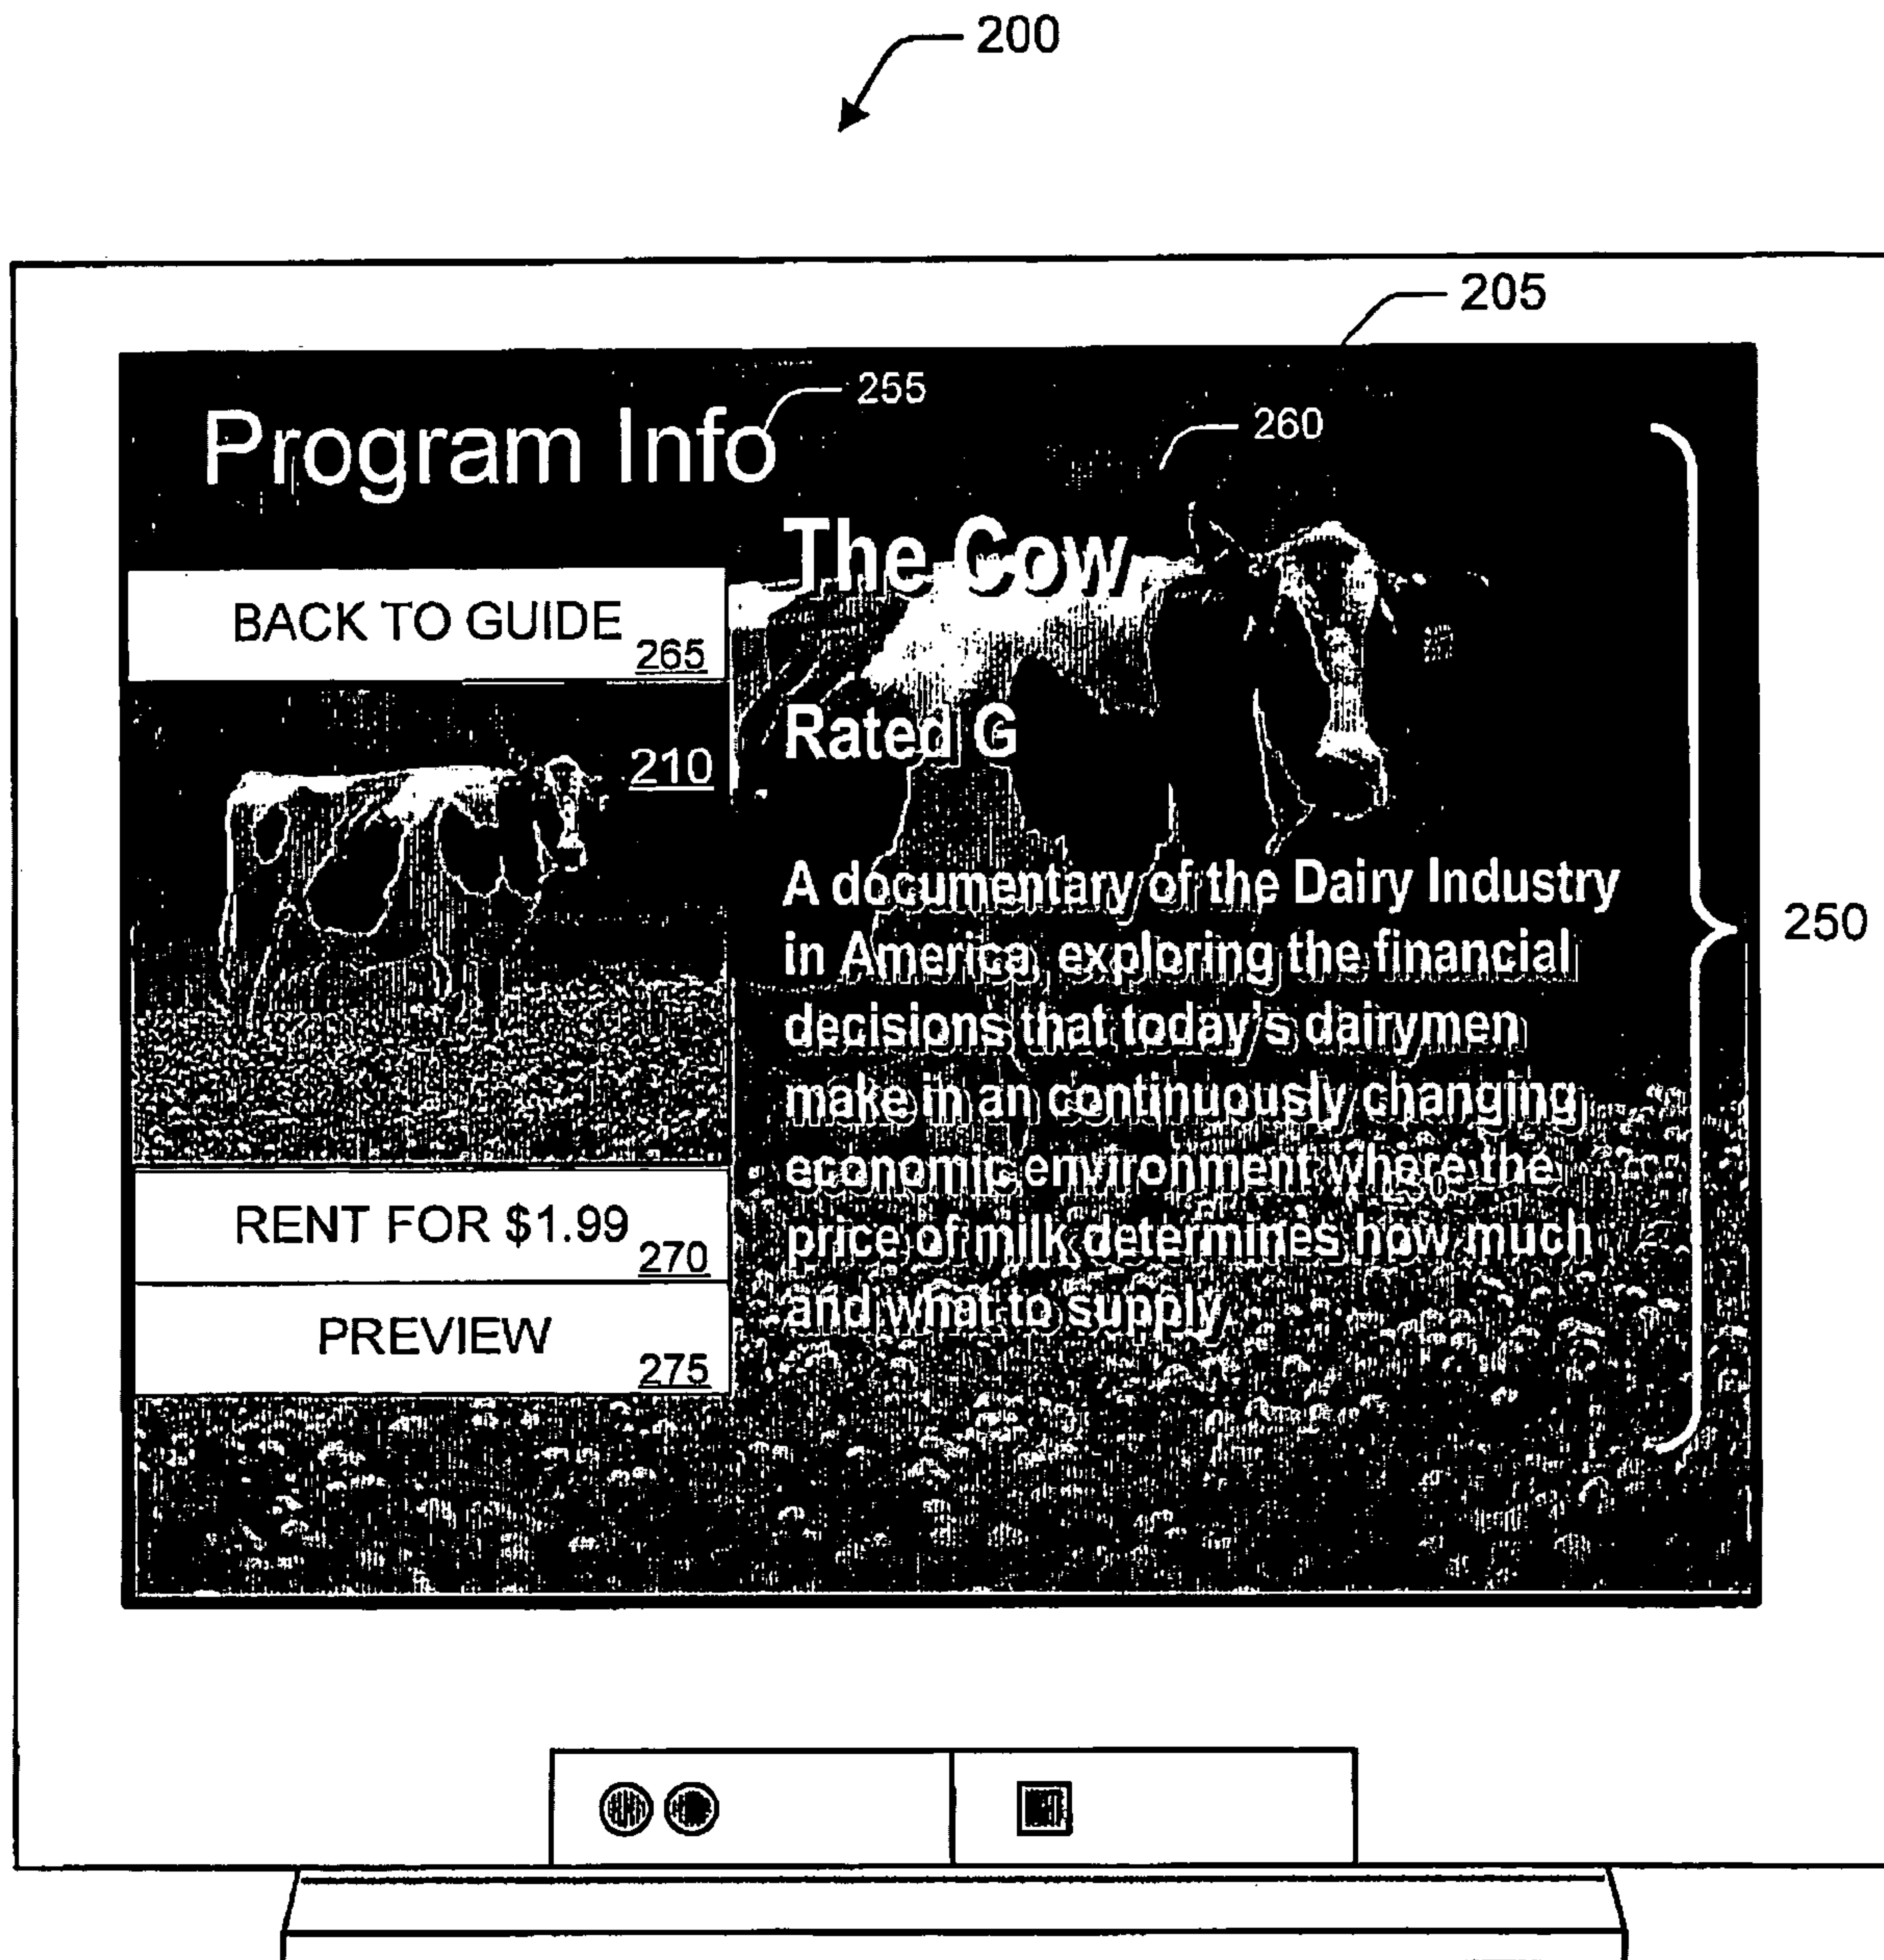 200
205
Program Info
255
260
The Cow
BACK TO GUIDE
265
Rated G
210
A documentary of the Dairy Industry
in America, exploring the financial
decisions that today's dairymen
make in an continuously changing
economic environment where the
price of milk determines how much
and what to supply.
250
RENT FOR $1.99
270
PREVIEW
275